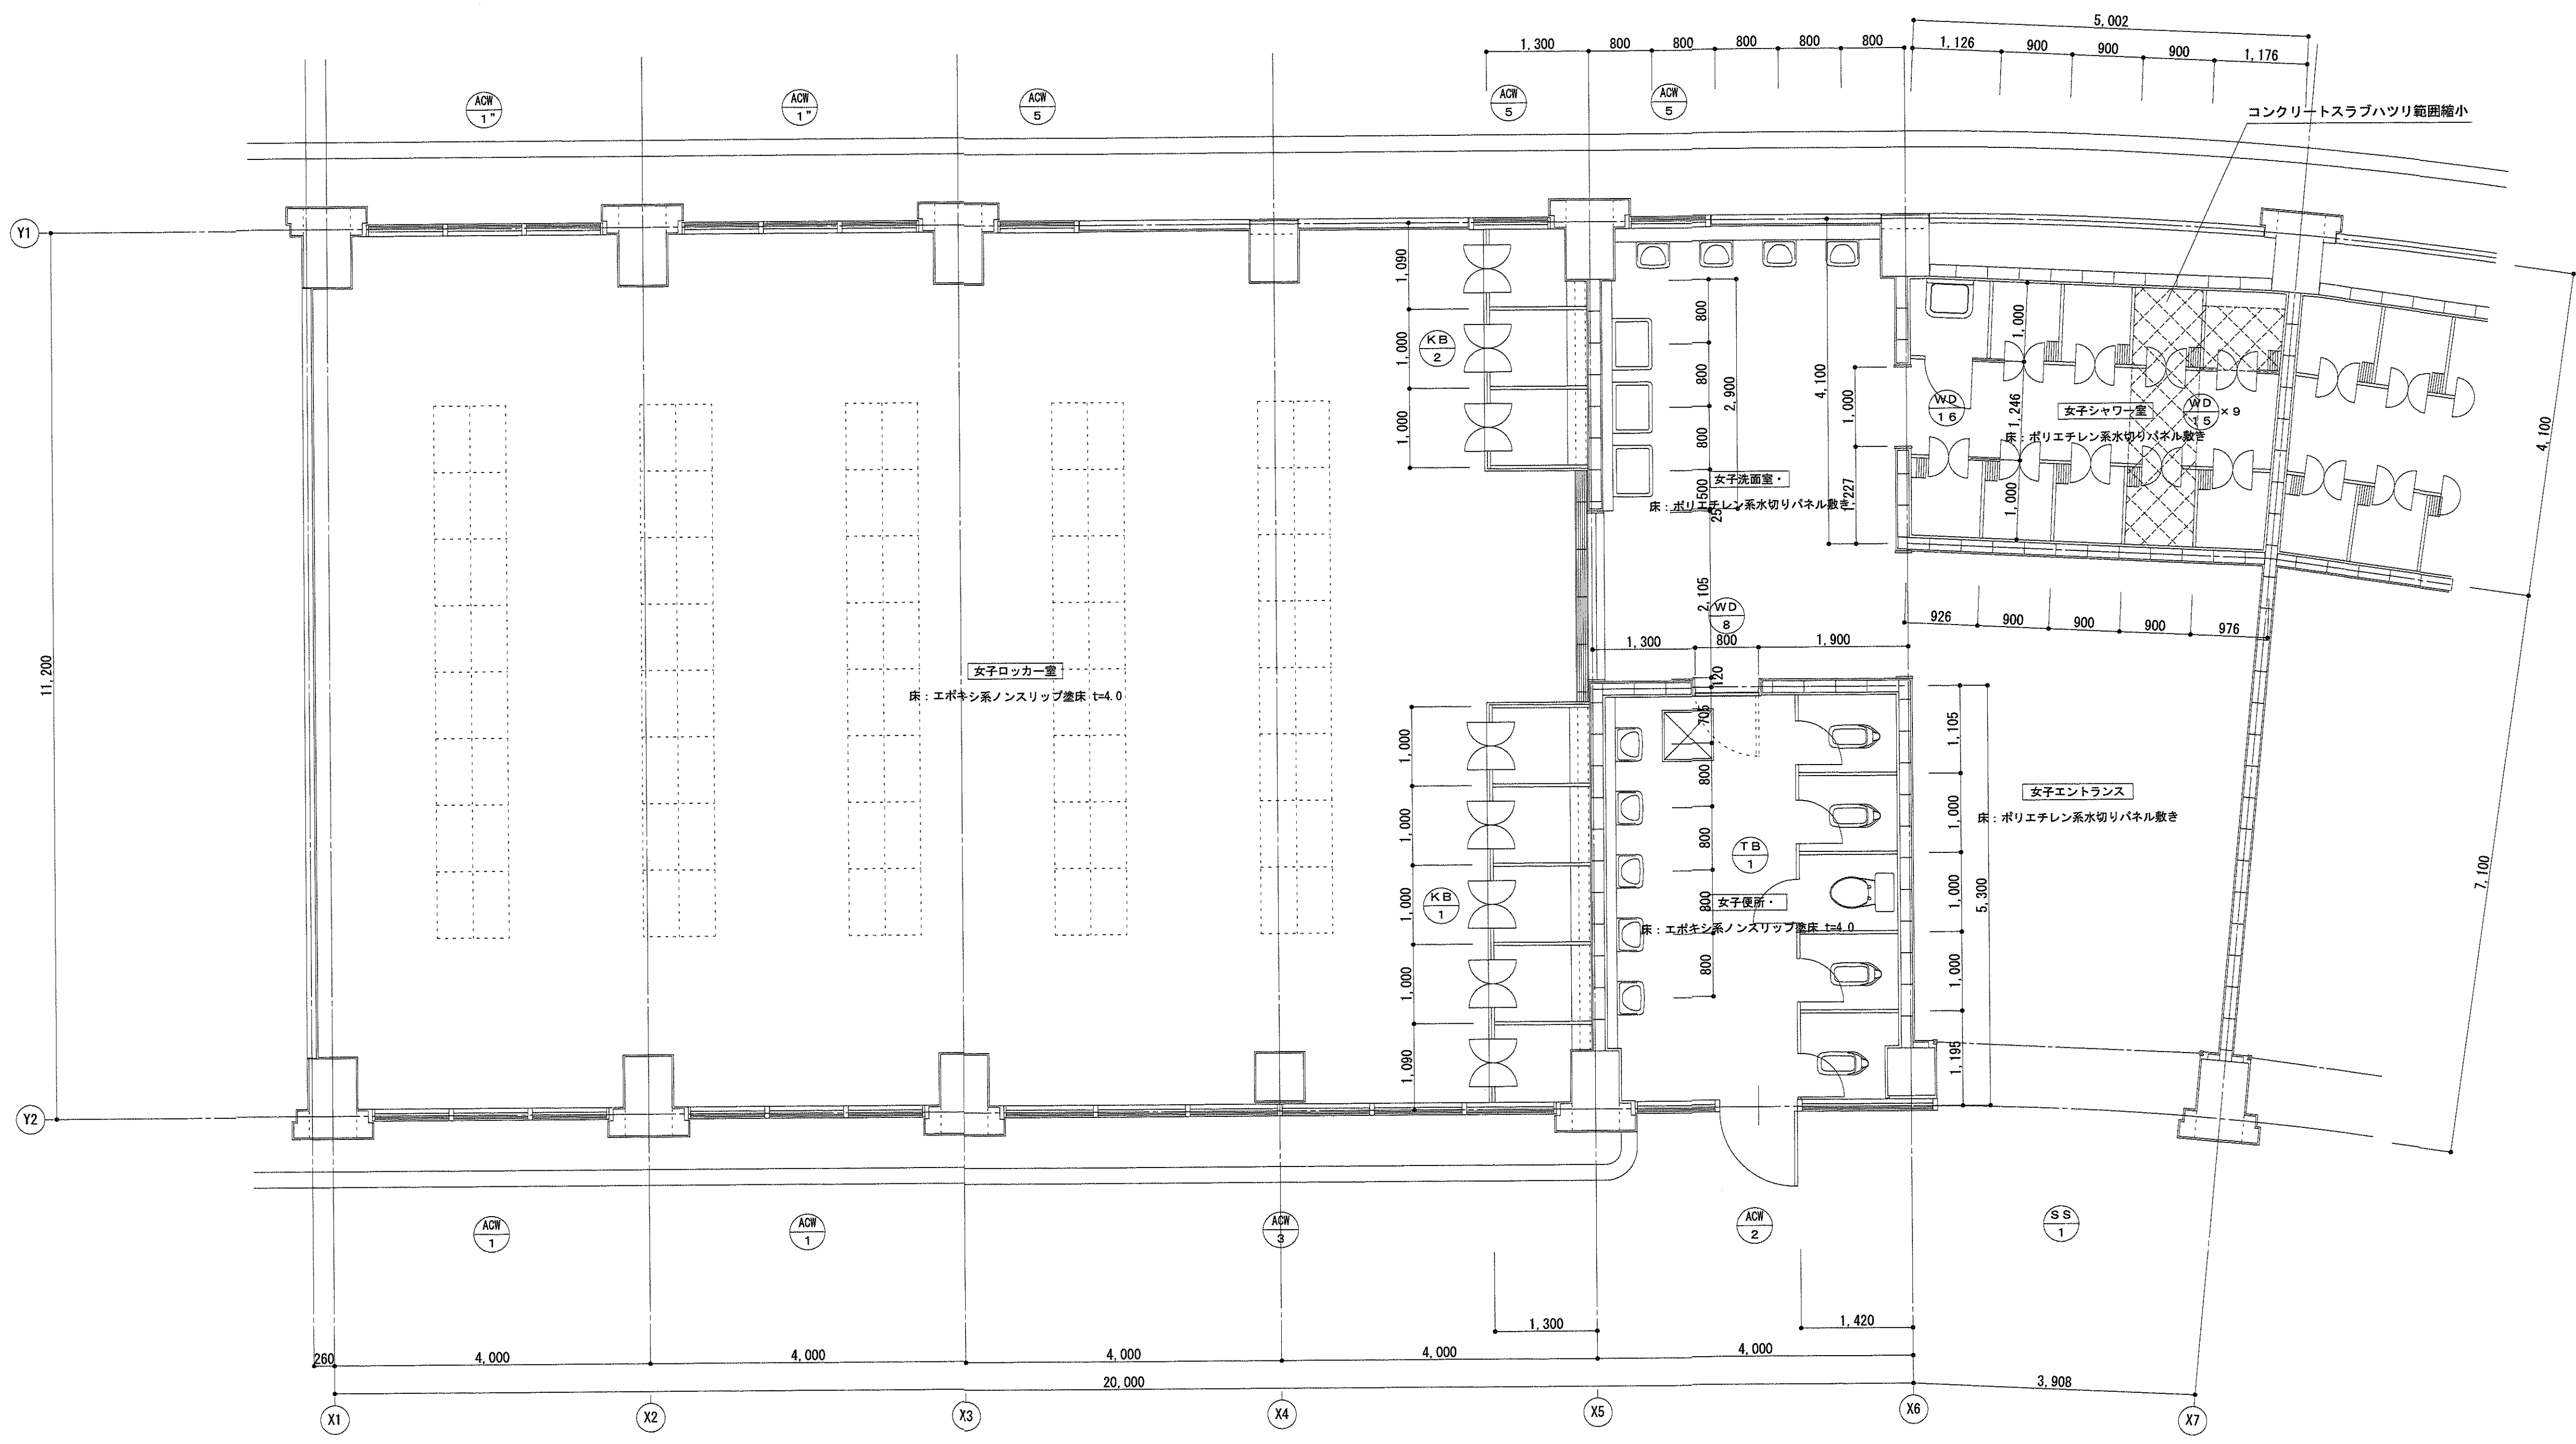 5,002
1,300 800 800 800 800 800 1,126 900 900 900 1,176
コンクリートスラブハツリ範囲縮小
ACW 1”
ACW 1”
ACW 5
ACW 5
ACW 5
Y1
1,090
1,000
1,000
KB 2
800
800
800
500
25
2,900
4,100
1,000
1,227
1,000
1,246
1,000
WD 16
女子シャワー室
WD 15 ×9
床：ポリエチレン系水切りパネル敷き
女子洗面室・
床：ポリエチレン系水切りパネル敷き
4,100
2,105
WD 8
1,300 800 1,900
926 900 900 900 976
120
11,200
女子ロッカー室
床：エポキシ系ノンスリップ塗床 t=4.0
1,000
1,000
1,000
1,000
1,090
KB 1
705
800
800
800
800
TB 1
女子便所・
床：エポキシ系ノンスリップ塗床 t=4.0
1,105
1,000
1,000
1,000
1,195
5,300
女子エントランス
床：ポリエチレン系水切りパネル敷き
7,100
Y2
ACW 1
ACW 1
ACW 3
ACW 2
SS 1
1,300 1,420
260 4,000 4,000 4,000 4,000 4,000
20,000 3,908
X1 X2 X3 X4 X5 X6 X7